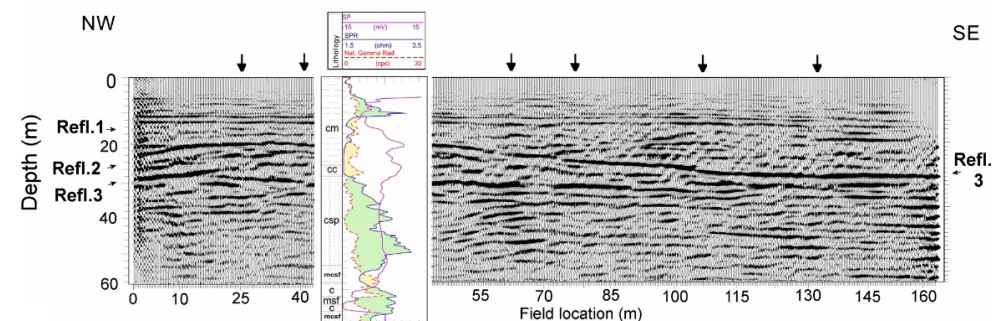 NW
SE
SP
-15 (mV) 15
SPR
1.5 (ohm) 3.5
Nat. Gamma Rad.
0 (cps) 30
Lithology
0
20
40
60
Depth (m)
Refl.1
Refl.2
Refl.3
cm
cc
csp
mcsf
c
msf
c
mcsf
Refl.
3
0 10 25 40 55 70 85 100 115 130 145 160
Field location (m)